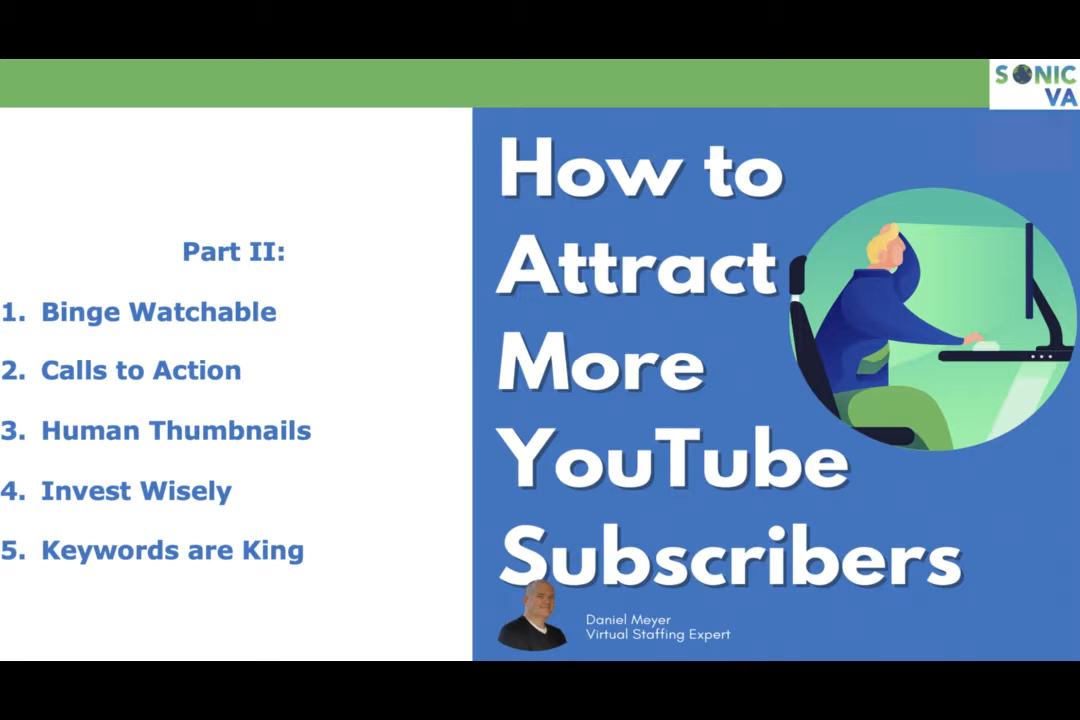 SONIC
VA
Part II:
1. Binge Watchable
2. Calls to Action
3. Human Thumbnails
4. Invest Wisely
5. Keywords are King
How to
Attract
More
YouTube
Subscribers
Daniel Meyer
Virtual Staffing Expert